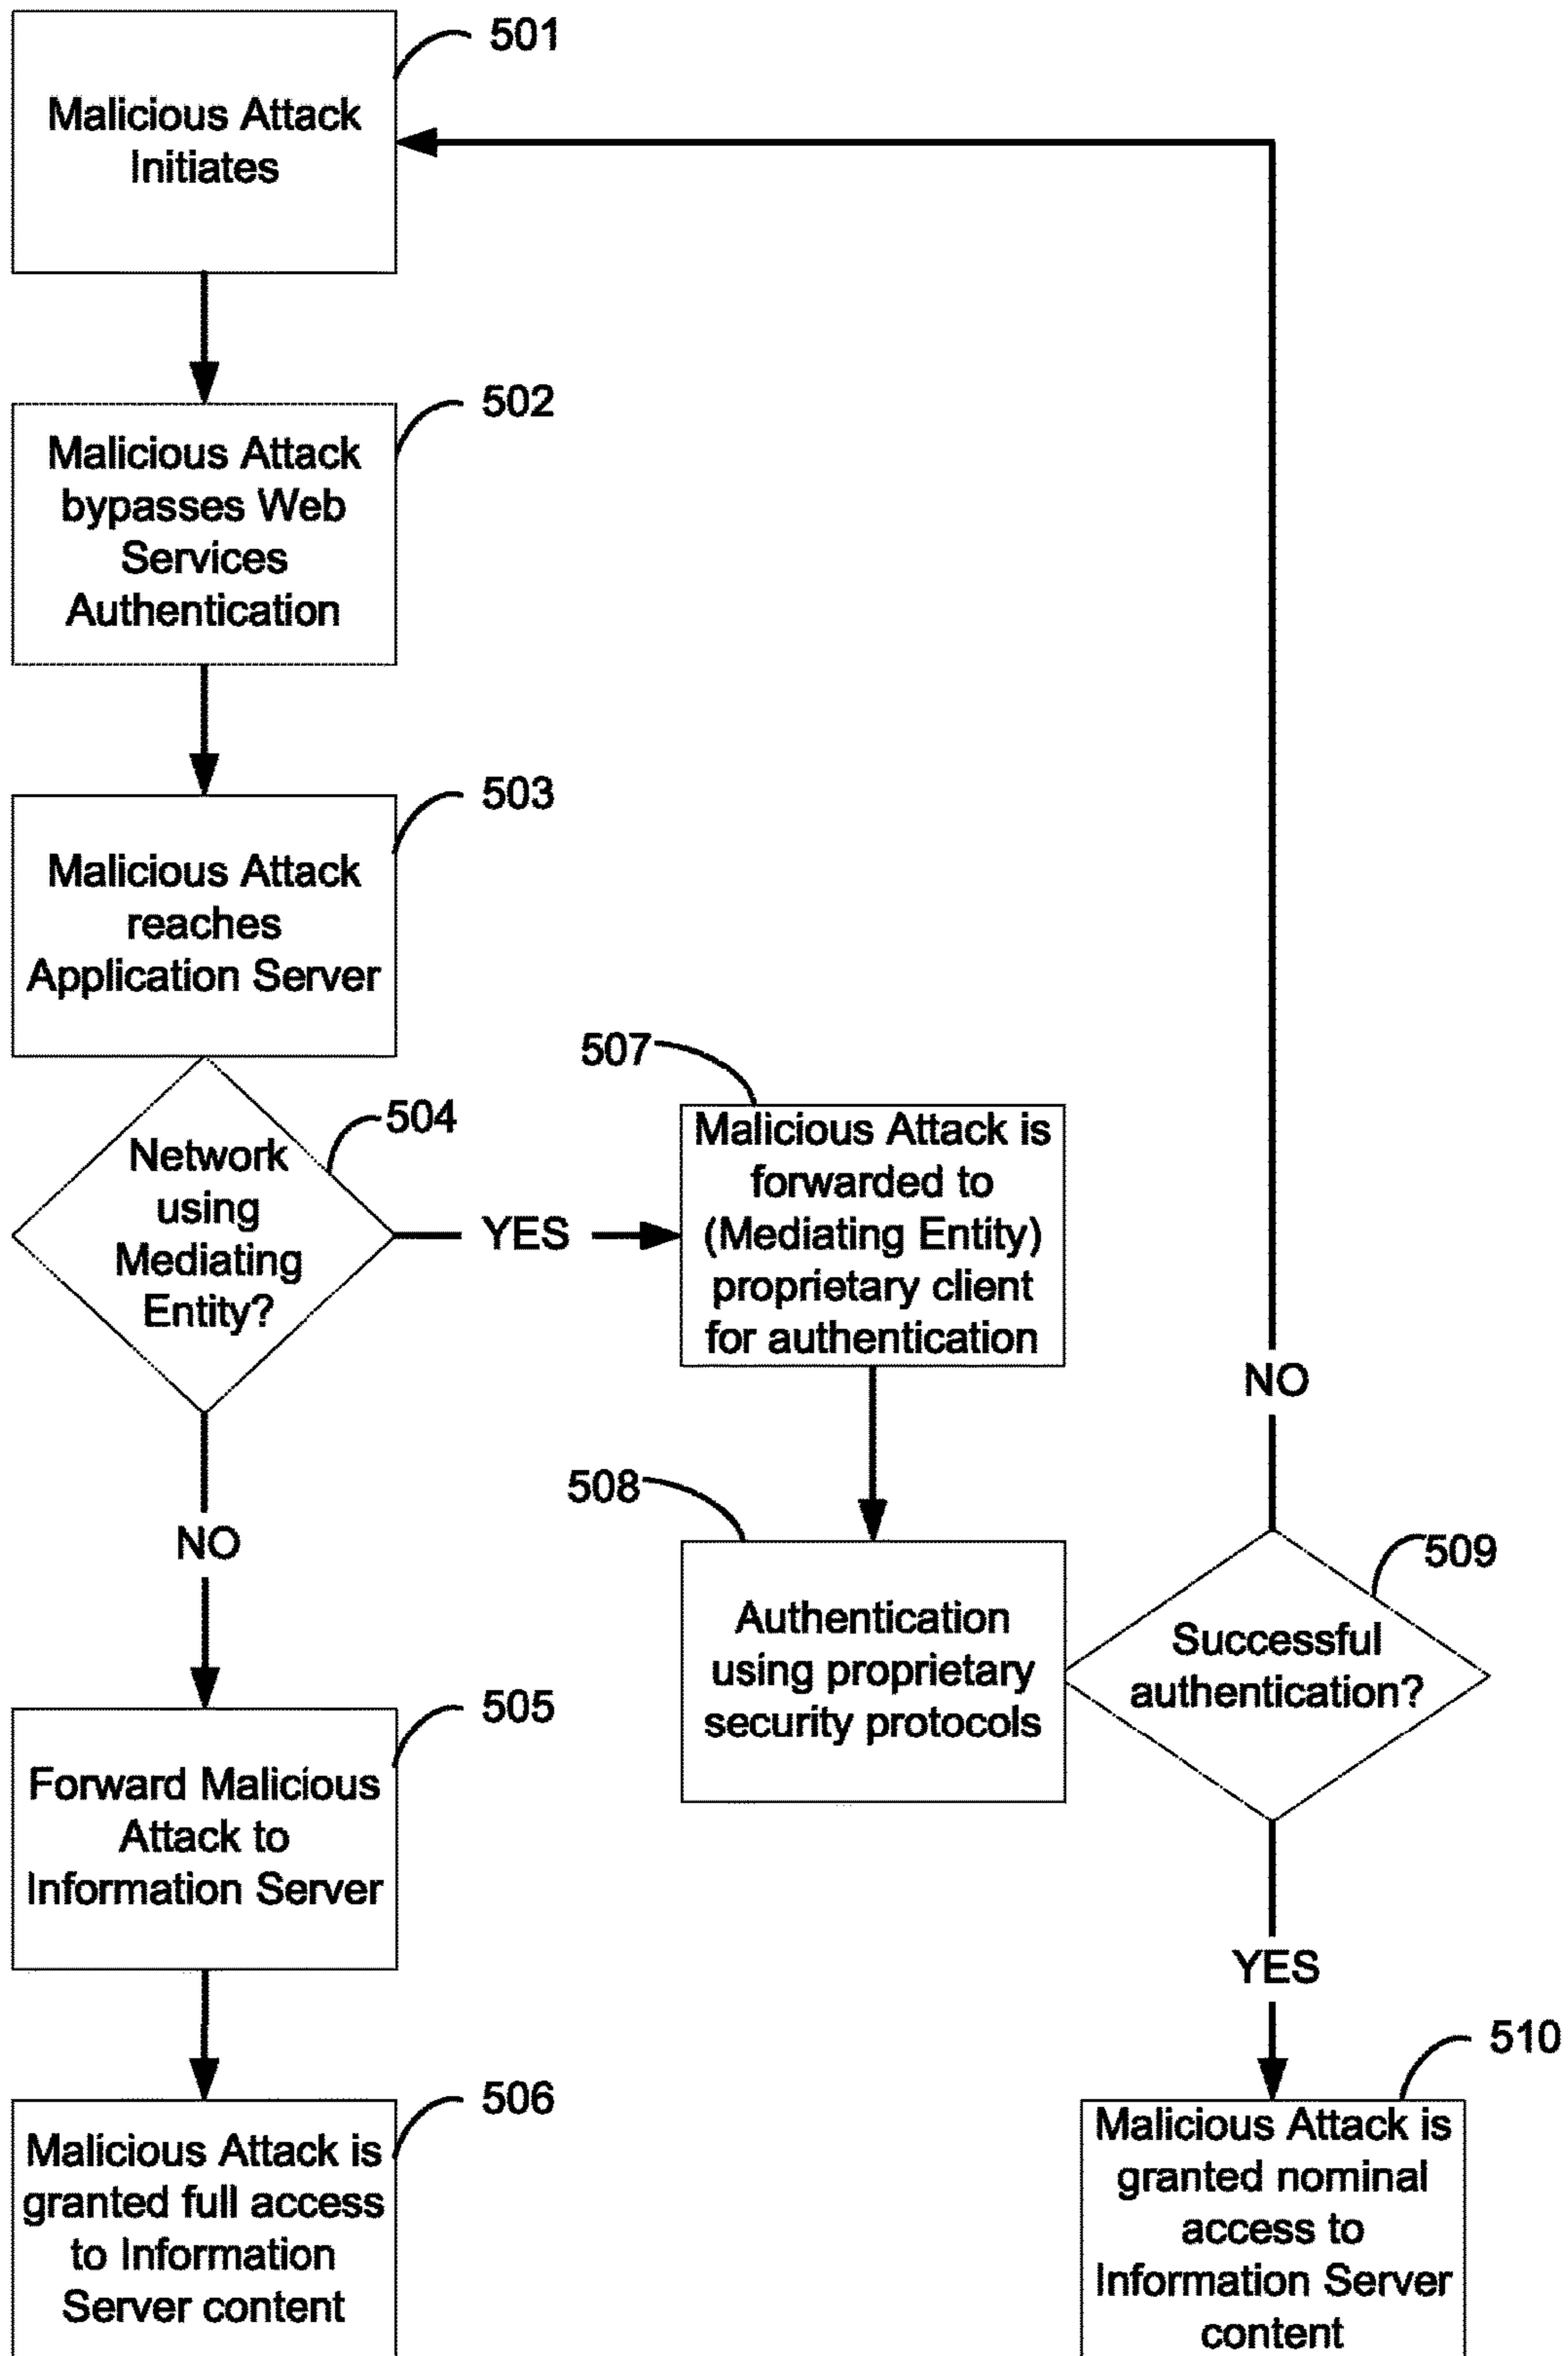 501
Malicious Attack
Initiates
502
Malicious Attack
bypasses Web
Services
Authentication
503
Malicious Attack
reaches
Application Server
504
Network
using
Mediating
Entity?
YES
507
Malicious Attack is
forwarded to
(Mediating Entity)
proprietary client
for authentication
NO
508
Authentication
using proprietary
security protocols
509
Successful
authentication?
NO
505
Forward Malicious
Attack to
Information Server
YES
506
Malicious Attack is
granted full access
to Information
Server content
510
Malicious Attack is
granted nominal
access to
Information Server
content